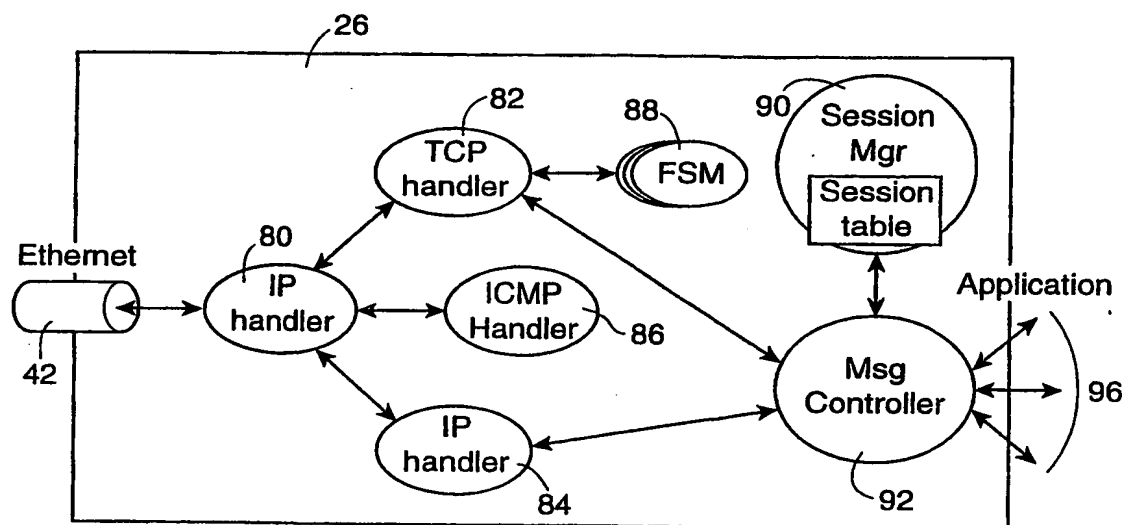 26
82
TCP
handler
88
FSM
90
Session
Mgr
Session
table
Ethernet
42
80
IP
handler
ICMP
Handler
86
Application
IP
handler
84
Msg
Controller
92
96